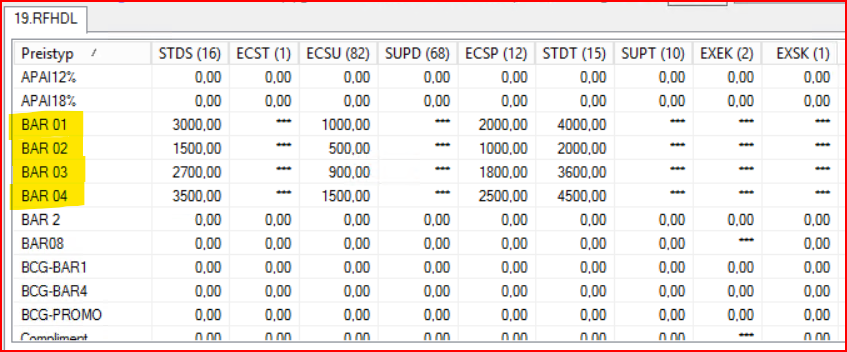 19.RFHDL
Preistyp / STDS (16) ECST (1) ECSU (82) SUPD (68) ECSP (12) STDT (15) SUPT (10) EXEK (2) EXSK (1)
APAI12% 0,00 0,00 0,00 0,00 0,00 0,00 0,00 0,00 0,00
APAI18% 0,00 0,00 0,00 0,00 0,00 0,00 0,00 0,00 0,00
BAR 01 3000,00 *** 1000,00 *** 2000,00 4000,00 *** *** ***
BAR 02 1500,00 *** 500,00 *** 1000,00 2000,00 *** *** ***
BAR 03 2700,00 *** 900,00 *** 1800,00 3600,00 *** *** ***
BAR 04 3500,00 *** 1500,00 *** 2500,00 4500,00 *** *** ***
BAR 2 0,00 0,00 0,00 0,00 0,00 0,00 0,00 0,00 0,00
BAR08 0,00 0,00 0,00 0,00 0,00 0,00 0,00 *** 0,00
BCG-BAR1 0,00 0,00 0,00 0,00 0,00 0,00 0,00 0,00 0,00
BCG-BAR4 0,00 0,00 0,00 0,00 0,00 0,00 0,00 0,00 0,00
BCG-PROMO 0,00 0,00 0,00 0,00 0,00 0,00 0,00 0,00 0,00
Compliment 0,00 0,00 0,00 0,00 0,00 0,00 0,00 *** 0,00